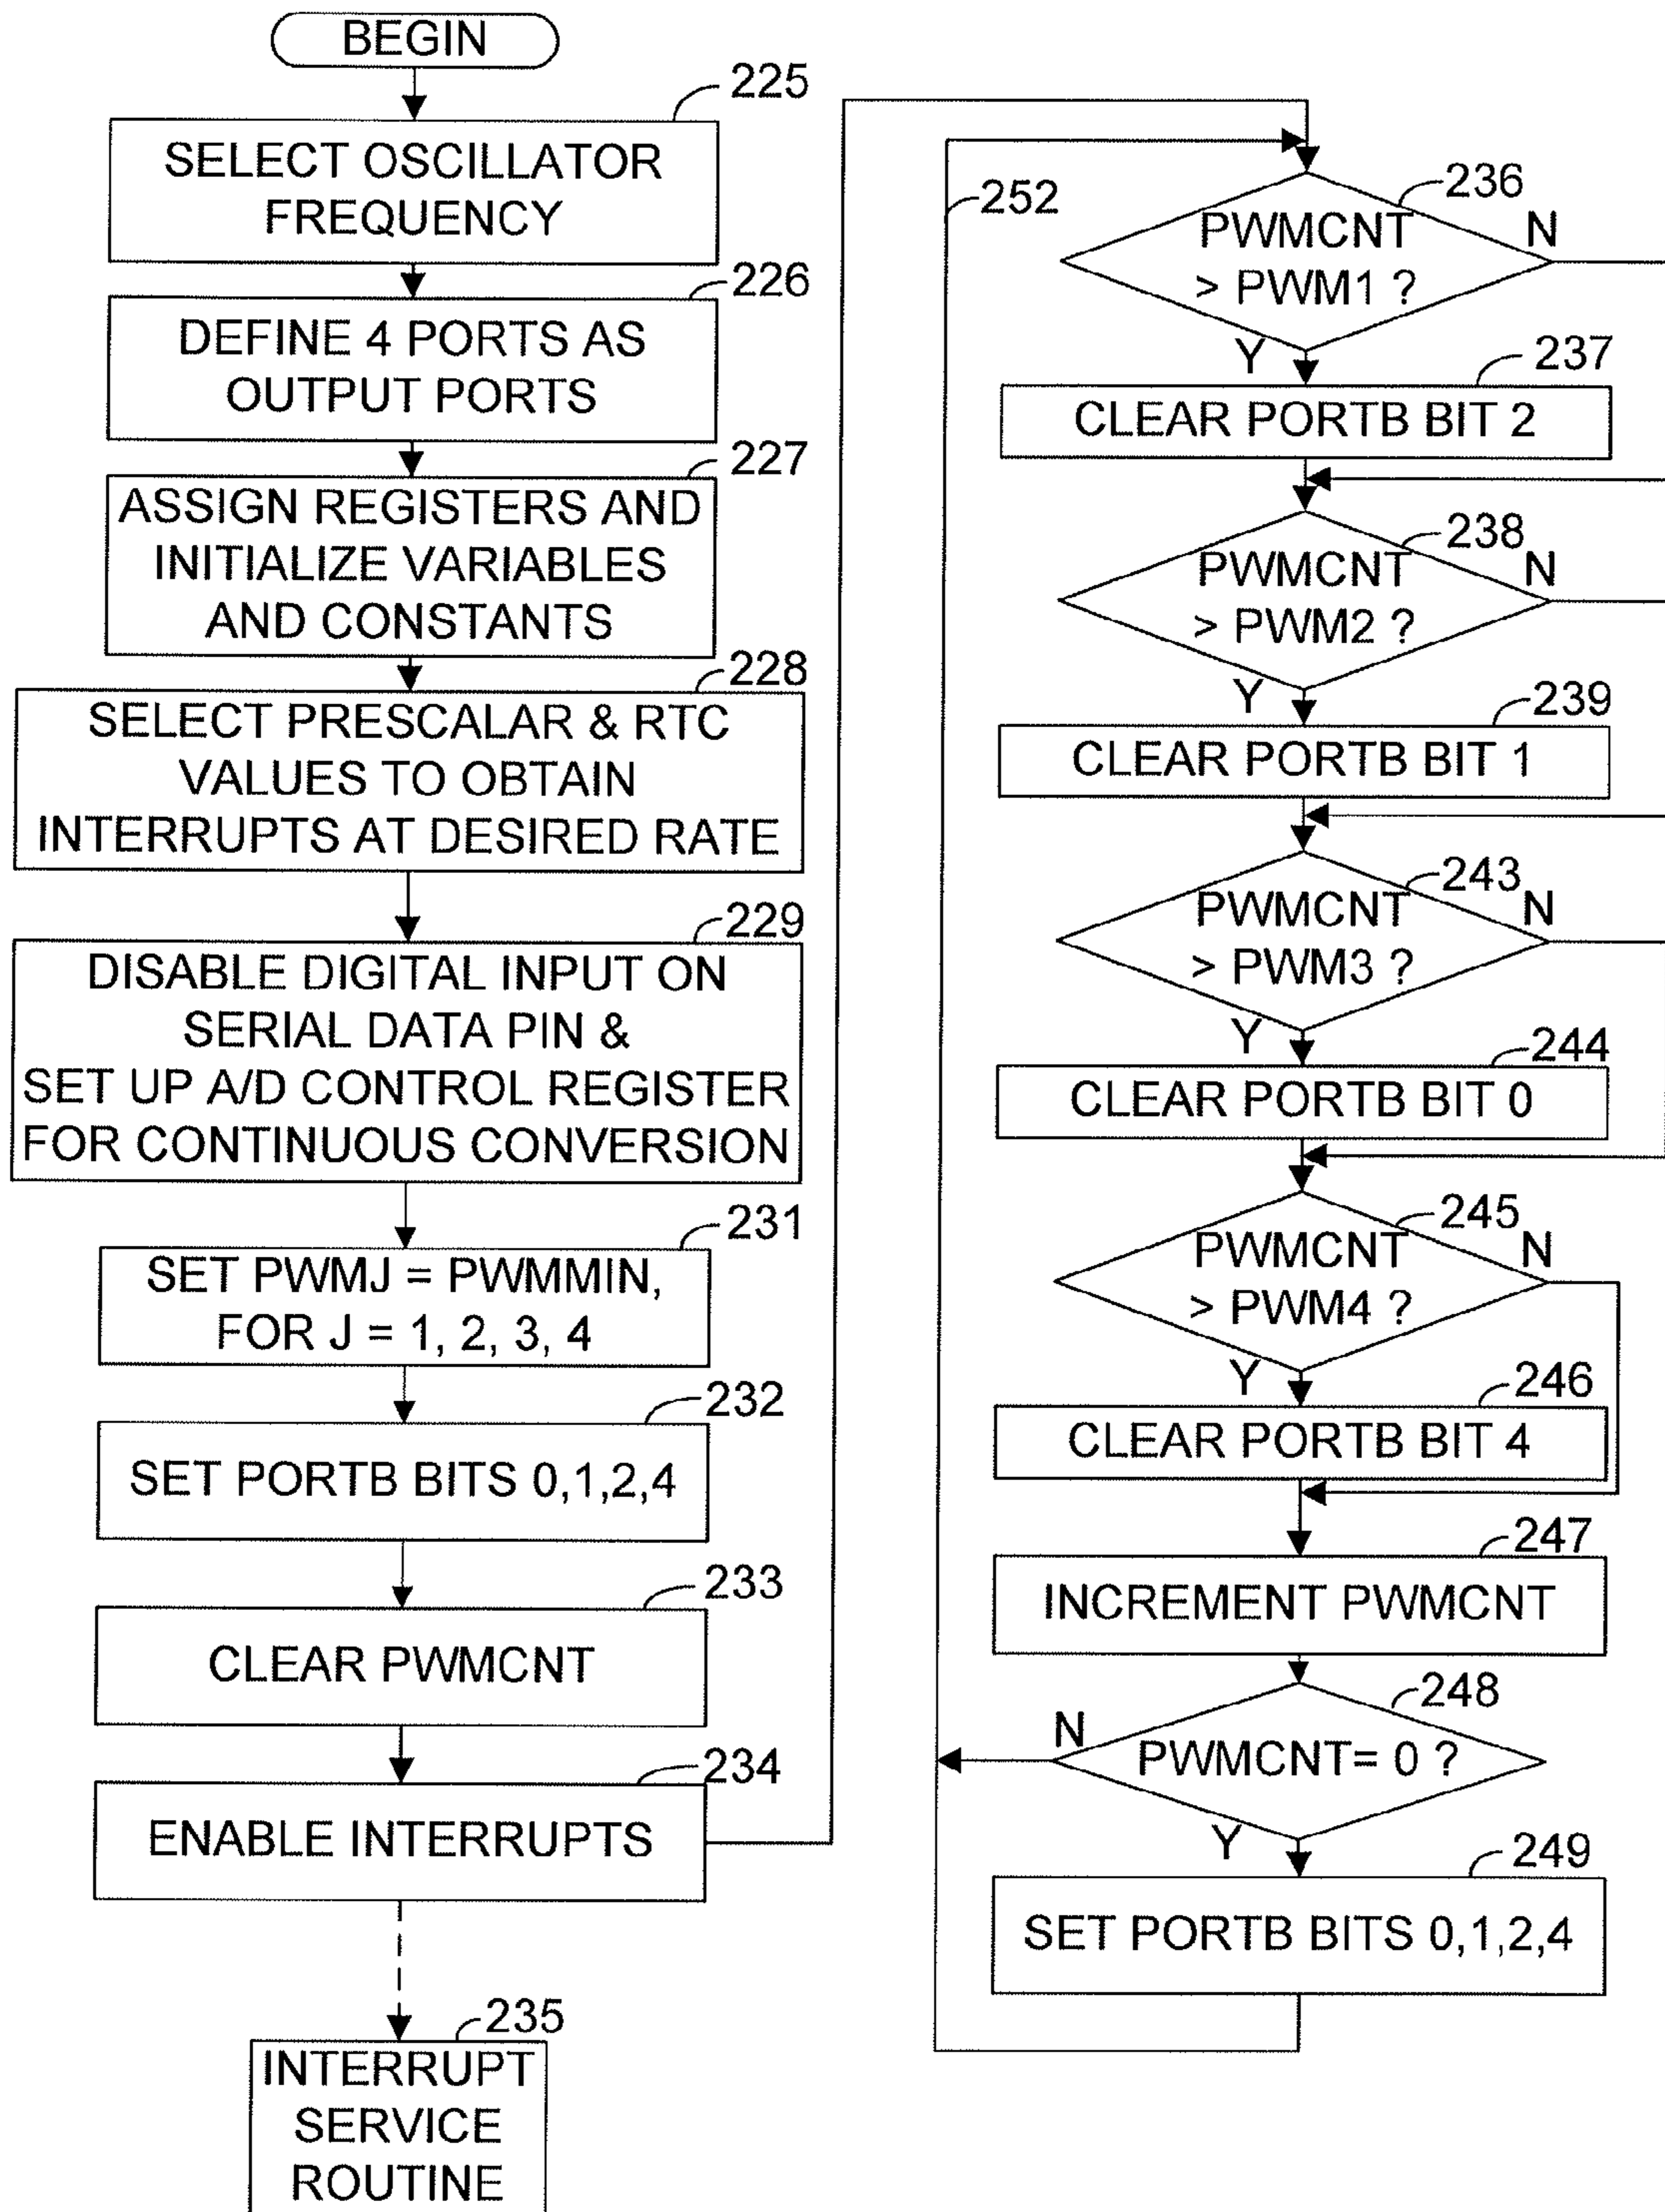 BEGIN
225
SELECT OSCILLATOR
FREQUENCY
226
DEFINE 4 PORTS AS
OUTPUT PORTS
227
ASSIGN REGISTERS AND
INITIALIZE VARIABLES
AND CONSTANTS
228
SELECT PRESCALAR & RTC
VALUES TO OBTAIN
INTERRUPTS AT DESIRED RATE
229
DISABLE DIGITAL INPUT ON
SERIAL DATA PIN &
SET UP A/D CONTROL REGISTER
FOR CONTINUOUS CONVERSION
231
SET PWMJ = PWMMIN,
FOR J = 1, 2, 3, 4
232
SET PORTB BITS 0,1,2,4
233
CLEAR PWMCNT
234
ENABLE INTERRUPTS
235
INTERRUPT
SERVICE
ROUTINE
252
236
PWMCNT
> PWM1 ?
N
Y
237
CLEAR PORTB BIT 2
238
PWMCNT
> PWM2 ?
N
Y
239
CLEAR PORTB BIT 1
243
PWMCNT
> PWM3 ?
N
Y
244
CLEAR PORTB BIT 0
245
PWMCNT
> PWM4 ?
N
Y
246
CLEAR PORTB BIT 4
247
INCREMENT PWMCNT
248
N
PWMCNT= 0 ?
Y
249
SET PORTB BITS 0,1,2,4